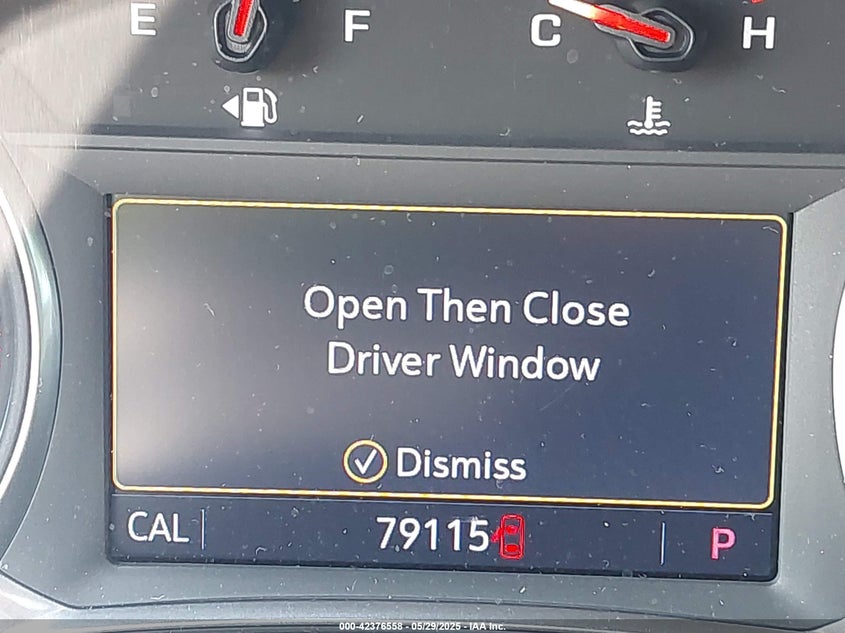 E F C H
Open Then Close
Driver Window
Dismiss
CAL 79115 P
000-42376558 - 05/29/2025 - IAA Inc.